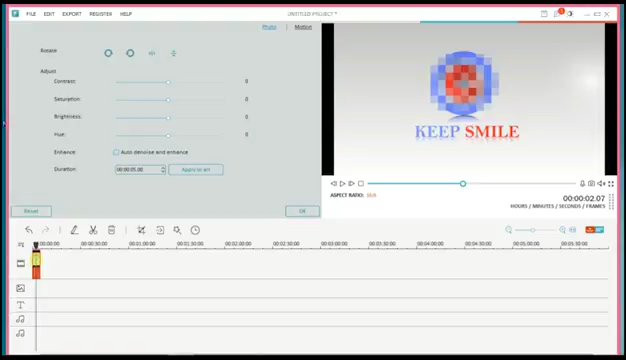 FILE EDIT EXPORT REGISTER HELP UNTITLED PROJECT *
Photo Motion
Rotate:
Adjust
Contrast: 0
Saturation: 0
Brightness: 0
Hue: 0
Enhance: Auto denoise and enhance
Duration: 00:00:05.00 Apply to all
Reset OK
KEEP SMILE
ASPECT RATIO: 16:9
00:00:02.07
HOURS / MINUTES / SECONDS / FRAMES
00:00:00:00 00:00:30:00 00:01:00:00 00:01:30:00 00:02:00:00 00:02:30:00 00:03:00:00 00:03:30:00 00:04:00:00 00:04:30:00 00:05:00:00 00:05:30:00